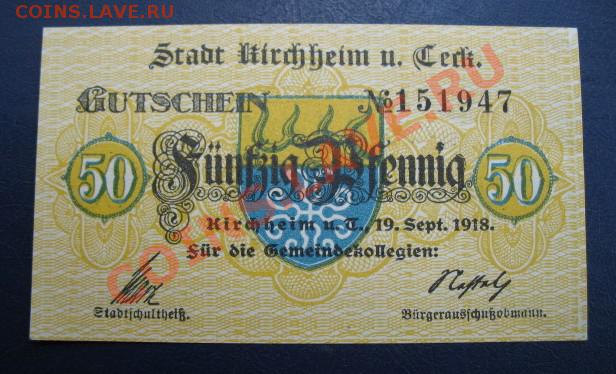 COINS.LAVE.RU
Stadt Kirchheim u. Teck.
GUTSCHEIN №151947
50 Fünfzig Pfennig 50
Kirchheim u. T., 19. Sept. 1918.
Für die Gemeindekollegien:
Stadtschultheiß. Bürgerausschußobmann.